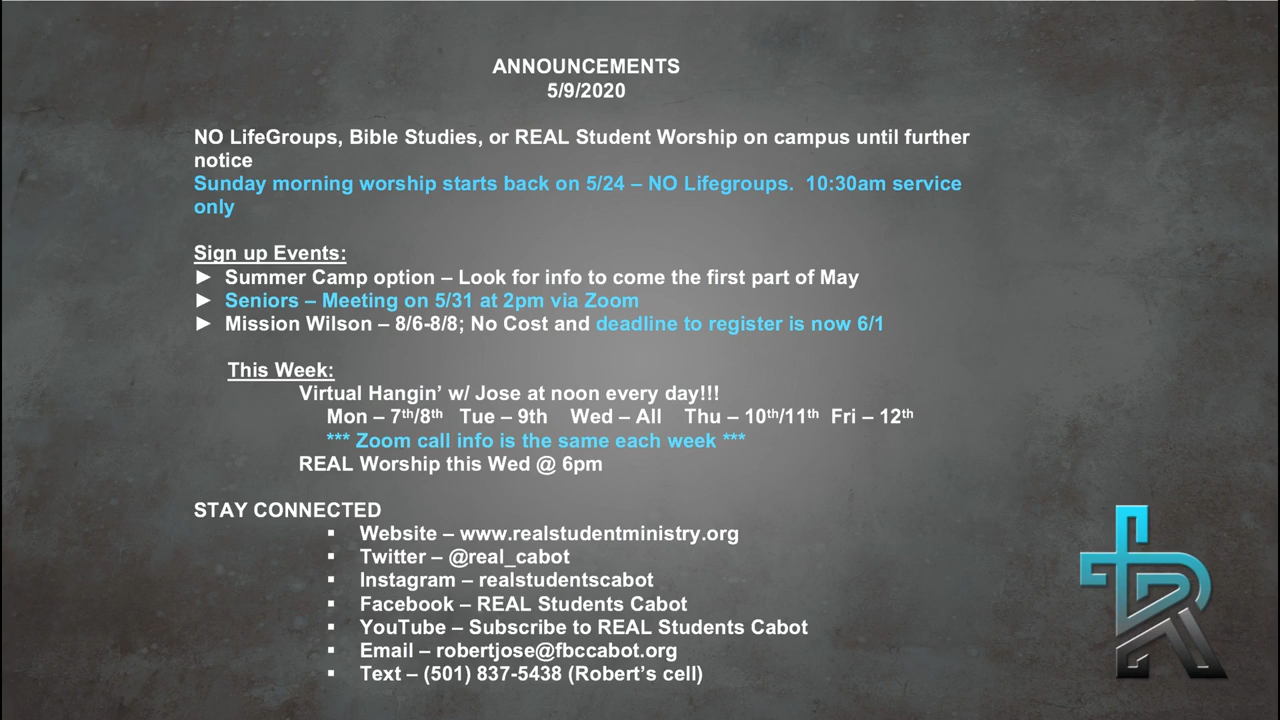 ANNOUNCEMENTS
5/9/2020
NO LifeGroups, Bible Studies, or REAL Student Worship on campus until further
notice
Sunday morning worship starts back on 5/24 – NO Lifegroups.  10:30am service
only
Sign up Events:
► Summer Camp option – Look for info to come the first part of May
► Seniors – Meeting on 5/31 at 2pm via Zoom
► Mission Wilson – 8/6-8/8; No Cost and deadline to register is now 6/1
This Week:
Virtual Hangin’ w/ Jose at noon every day!!!
Mon – 7th/8th   Tue – 9th    Wed – All    Thu – 10th/11th  Fri – 12th
*** Zoom call info is the same each week ***
REAL Worship this Wed @ 6pm
STAY CONNECTED
▪ Website – www.realstudentministry.org
▪ Twitter – @real_cabot
▪ Instagram – realstudentscabot
▪ Facebook – REAL Students Cabot
▪ YouTube – Subscribe to REAL Students Cabot
▪ Email – robertjose@fbccabot.org
▪ Text – (501) 837-5438 (Robert’s cell)